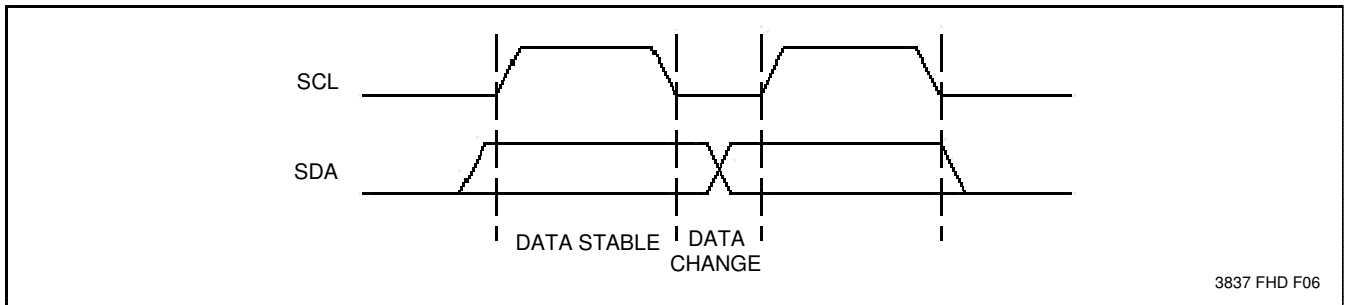 SCL
SDA
DATA STABLE
DATA
CHANGE
3837 FHD F06